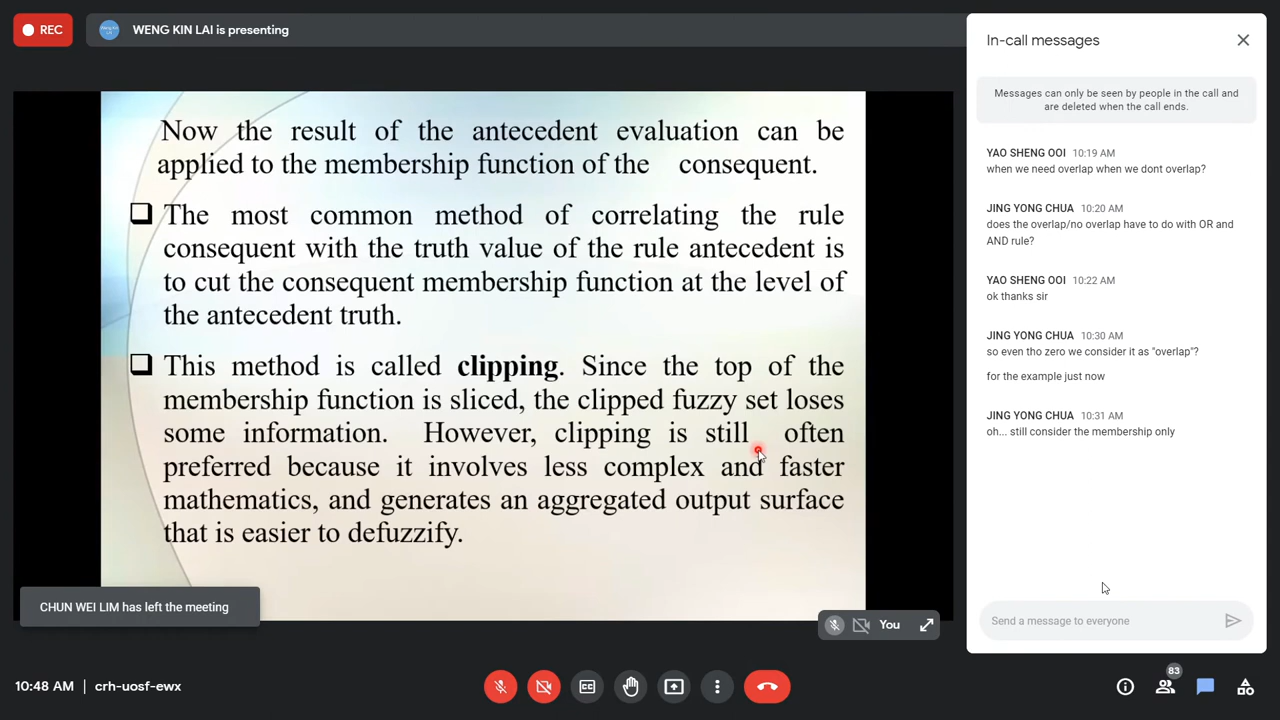 REC
WENG KIN LAI is presenting
Now the result of the antecedent evaluation can be
applied to the membership function of the consequent.
The most common method of correlating the rule
consequent with the truth value of the rule antecedent is
to cut the consequent membership function at the level of
the antecedent truth.
This method is called clipping. Since the top of the
membership function is sliced, the clipped fuzzy set loses
some information. However, clipping is still often
preferred because it involves less complex and faster
mathematics, and generates an aggregated output surface
that is easier to defuzzify.
CHUN WEI LIM has left the meeting
You
10:48 AM | crh-uosf-ewx
In-call messages
Messages can only be seen by people in the call and
are deleted when the call ends.
YAO SHENG OOI 10:19 AM
when we need overlap when we dont overlap?
JING YONG CHUA 10:20 AM
does the overlap/no overlap have to do with OR and
AND rule?
YAO SHENG OOI 10:22 AM
ok thanks sir
JING YONG CHUA 10:30 AM
so even tho zero we consider it as "overlap"?
for the example just now
JING YONG CHUA 10:31 AM
oh... still consider the membership only
Send a message to everyone
83